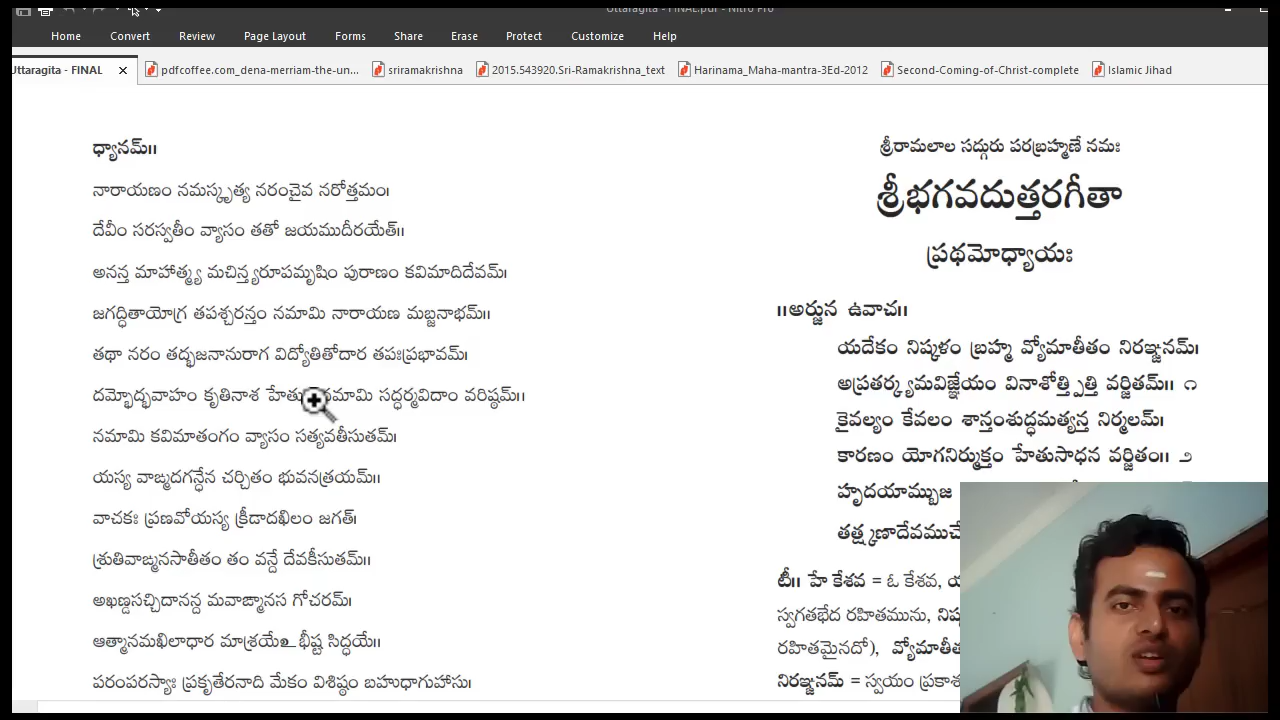 Uttaragita - FINAL.pdf - Nitro Pro
Home Convert Review Page Layout Forms Share Erase Protect Customize Help
Uttaragita - FINAL pdfcoffee.com_dena-merriam-the-un... sriramakrishna 2015.543920.Sri-Ramakrishna_text Harinama_Maha-mantra-3Ed-2012 Second-Coming-of-Christ-complete Islamic Jihad
ధ్యానమ్॥
నారాయణం నమస్కృత్య నరంచైవ నరోత్తమం।
దేవీం సరస్వతీం వ్యాసం తతో జయముదీరయేత్॥
అనన్త మాహాత్మ్య మచిన్త్యరూపమృషిం పురాణం కవిమాదిదేవమ్।
జగద్ధితాయోగ్ర తపశ్చరన్తం నమామి నారాయణ మబ్జనాభమ్॥
తథా నరం తద్భజనానురాగ విద్యోతితోదార తపఃప్రభావమ్।
దమ్భోద్భవాహం కృతినాశ హేతుం నమామి సద్ధర్మవిదాం వరిష్ఠమ్॥
నమామి కవిమాతంగం వ్యాసం సత్యవతీసుతమ్।
యస్య వాఙ్మదగన్ధేన చర్చితం భువనత్రయమ్॥
వాచకః ప్రణవోయస్య క్రీడాదఖిలం జగత్।
శ్రుతివాఙ్మనసాతీతం తం వన్దే దేవకీసుతమ్॥
అఖణ్డసచ్చిదానన్ద మవాఙ్మానస గోచరమ్।
ఆత్మానమఖిలాధార మాశ్రయేఽ భీష్ట సిద్ధయే॥
పరంపరస్యాః ప్రకృతేరనాది మేకం విశిష్ఠం బహుధాగుహాసు।
శ్రీరామలాల సద్గురు పరబ్రహ్మణే నమః
శ్రీభగవదుత్తరగీతా
ప్రథమోధ్యాయః
॥అర్జున ఉవాచ॥
యదేకం నిష్కళం బ్రహ్మ వ్యోమాతీతం నిరఞ్జనమ్।
అప్రతర్క్యమవిజ్ఞేయం వినాశోత్పిత్తి వర్జితమ్॥ ౧
కైవల్యం కేవలం శాన్తంశుద్ధమత్యన్త నిర్మలమ్।
కారణం యోగనిర్ముక్తం హేతుసాధన వర్జితం॥ ౨
హృదయామ్బుజ
తత్క్షణాదేవముచే
టీ॥ హే కేశవ = ఓ కేశవ,
స్వగతభేద రహితమును,
రహితమైనదో), వ్యోమాతీ
నిరఞ్జనమ్ = స్వయం ప్రకాశ